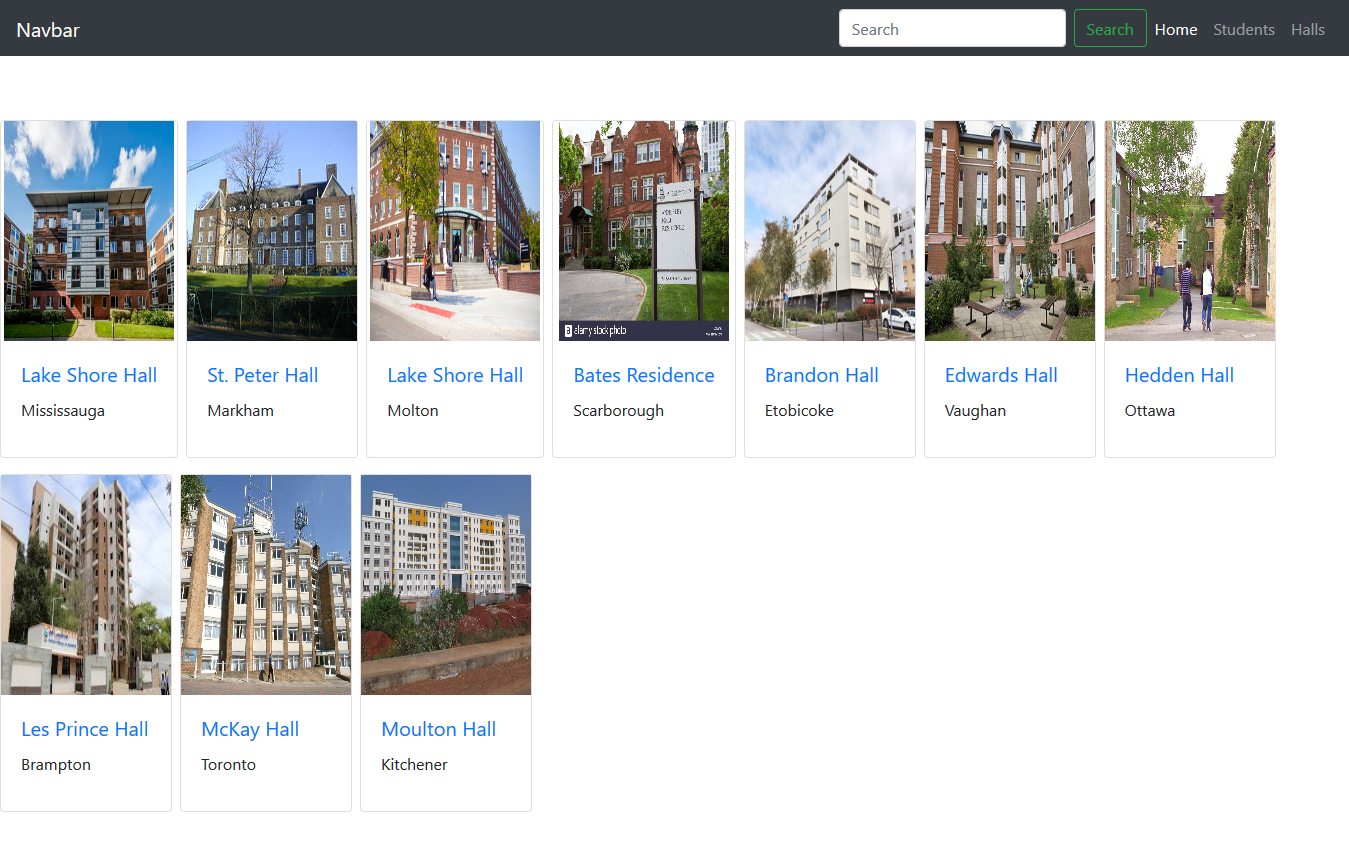 Navbar
Search
Search
Home
Students
Halls
alamy stock photo
Lake Shore Hall
Mississauga
St. Peter Hall
Markham
Lake Shore Hall
Molton
Bates Residence
Scarborough
Brandon Hall
Etobicoke
Edwards Hall
Vaughan
Hedden Hall
Ottawa
Les Prince Hall
Brampton
McKay Hall
Toronto
Moulton Hall
Kitchener